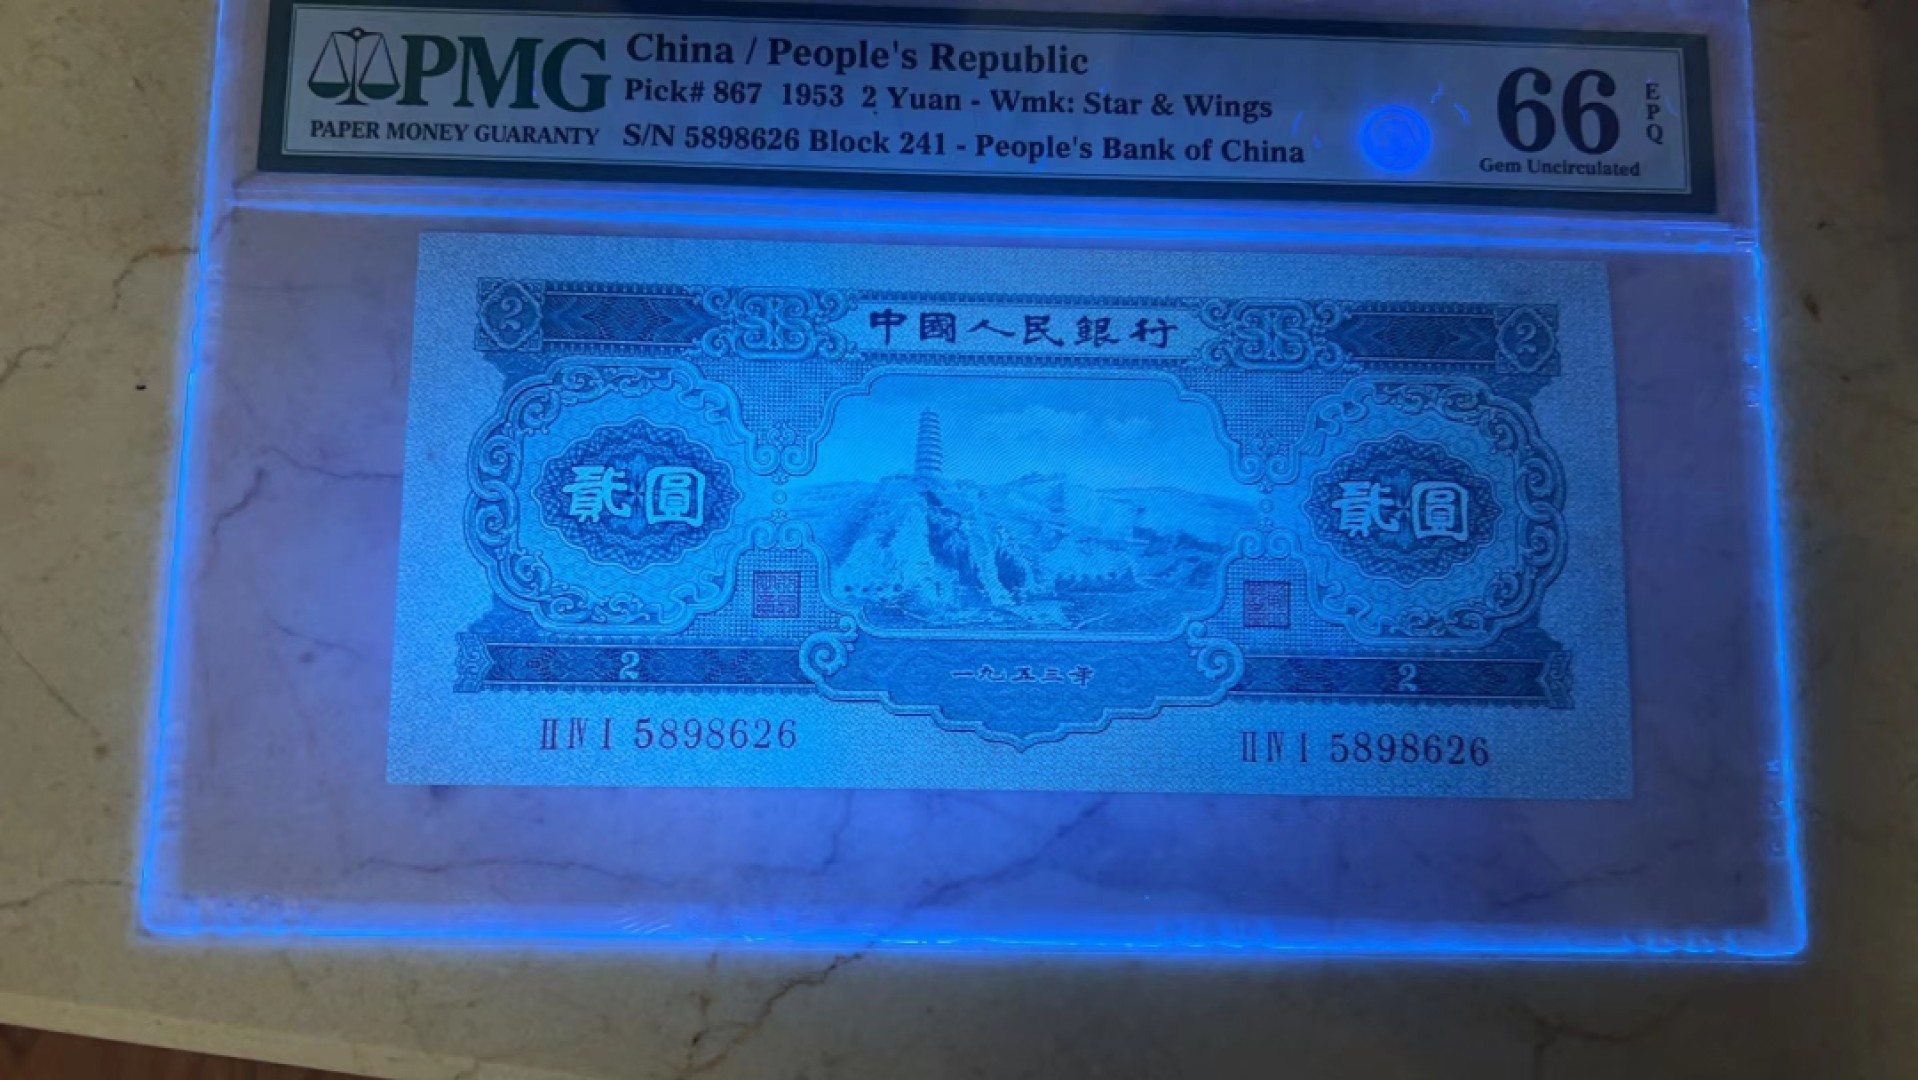 PMG
PAPER MONEY GUARANTY
China / People's Republic
Pick# 867 1953 2 Yuan - Wmk: Star & Wings
S/N 5898626 Block 241 - People's Bank of China
66
EPQ
Gem Uncirculated
2 中國人民銀行 2
貳圓 貳圓
2 一九五三年 2
II IV I 5898626 II IV I 5898626